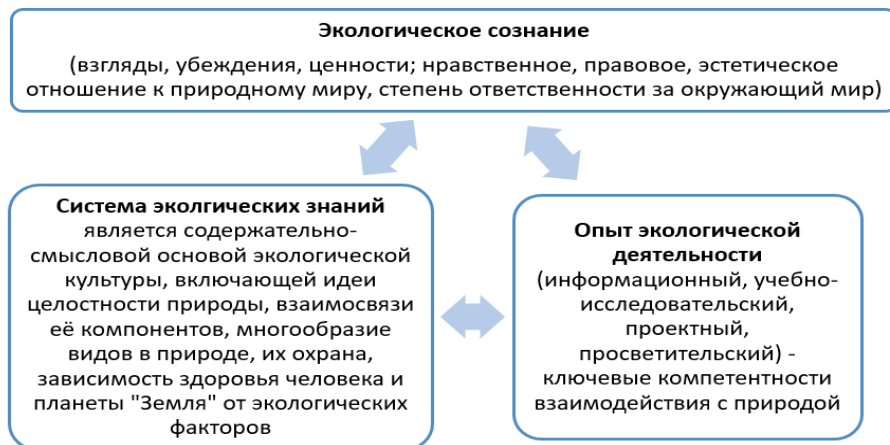 Экологическое сознание
(взгляды, убеждения, ценности; нравственное, правовое, эстетическое
отношение к природному миру, степень ответственности за окружающий мир)
Система эколгических знаний
является содержательно-
смысловой основой экологической
культуры, включающей идеи
целостности природы, взаимосвязи
её компонентов, многообразие
видов в природе, их охрана,
зависимость здоровья человека и
планеты "Земля" от экологических
факторов
Опыт экологической
деятельности
(информационный, учебно-
исследовательский,
проектный,
просветительский) -
ключевые компетентности
взаимодействия с природой